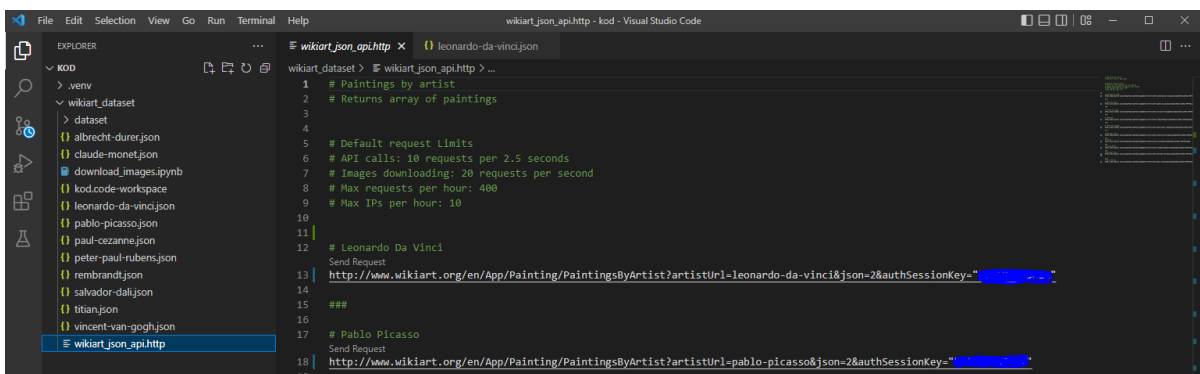 File Edit Selection View Go Run Terminal Help
wikiart_json_api.http - kod - Visual Studio Code
EXPLORER
KOD
.venv
wikiart_dataset
dataset
albrecht-durer.json
claude-monet.json
download_images.ipynb
kod.code-workspace
leonardo-da-vinci.json
pablo-picasso.json
paul-cezanne.json
peter-paul-rubens.json
rembrandt.json
salvador-dali.json
titian.json
vincent-van-gogh.json
wikiart_json_api.http
wikiart_json_api.http {} leonardo-da-vinci.json
wikiart_dataset > wikiart_json_api.http > ...
1 # Paintings by artist
2 # Returns array of paintings
3
4
5 # Default request Limits
6 # API calls: 10 requests per 2.5 seconds
7 # Images downloading: 20 requests per second
8 # Max requests per hour: 400
9 # Max IPs per hour: 10
10
11
12 # Leonardo Da Vinci
Send Request
13 http://www.wikiart.org/en/App/Painting/PaintingsByArtist?artistUrl=leonardo-da-vinci&json=2&authSessionKey=" "
14
15 ###
16
17 # Pablo Picasso
Send Request
18 http://www.wikiart.org/en/App/Painting/PaintingsByArtist?artistUrl=pablo-picasso&json=2&authSessionKey=" "